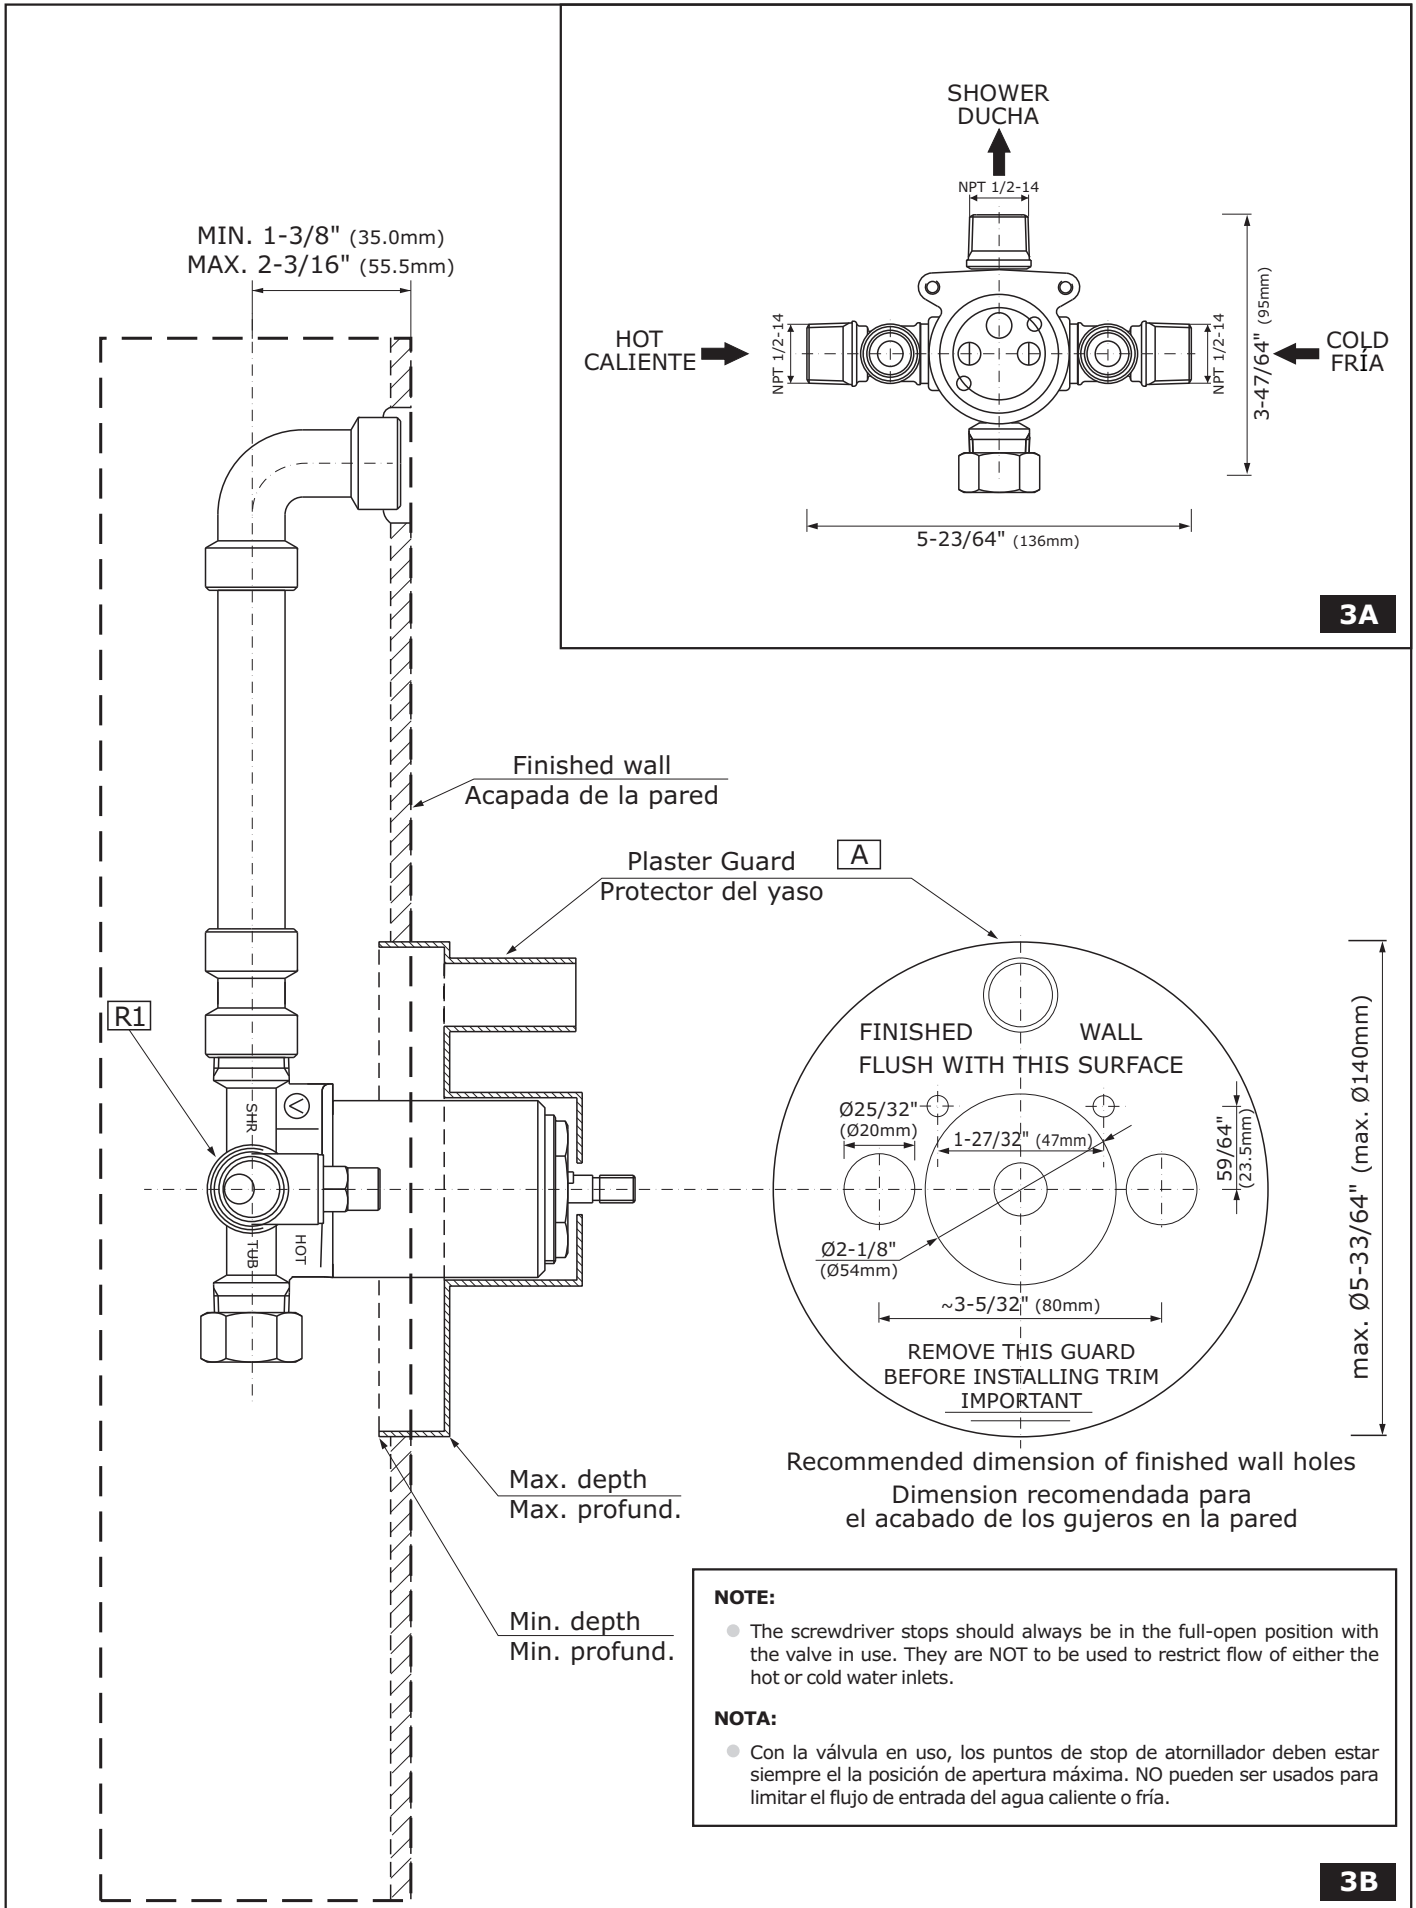 SHOWER
DUCHA
NPT 1/2-14
HOT
CALIENTE
NPT 1/2-14
NPT 1/2-14
3-47/64" (95mm)
COLD
FRÍA
5-23/64" (136mm)
3A
MIN. 1-3/8" (35.0mm)
MAX. 2-3/16" (55.5mm)
Finished wall
Acapada de la pared
Plaster Guard
A
Protector del yaso
R1
SHR
V
TUB
HOT
FINISHED WALL
FLUSH WITH THIS SURFACE
Ø25/32"
(Ø20mm)
1-27/32" (47mm)
59/64"
(23.5mm)
Ø2-1/8"
(Ø54mm)
~3-5/32" (80mm)
REMOVE THIS GUARD
BEFORE INSTALLING TRIM
IMPORTANT
max. Ø5-33/64" (max. Ø140mm)
Recommended dimension of finished wall holes
Dimension recomendada para
el acabado de los gujeros en la pared
Max. depth
Max. profund.
Min. depth
Min. profund.
NOTE:
The screwdriver stops should always be in the full-open position with
the valve in use. They are NOT to be used to restrict flow of either the
hot or cold water inlets.
NOTA:
Con la válvula en uso, los puntos de stop de atornillador deben estar
siempre el la posición de apertura máxima. NO pueden ser usados para
limitar el flujo de entrada del agua caliente o fría.
3B